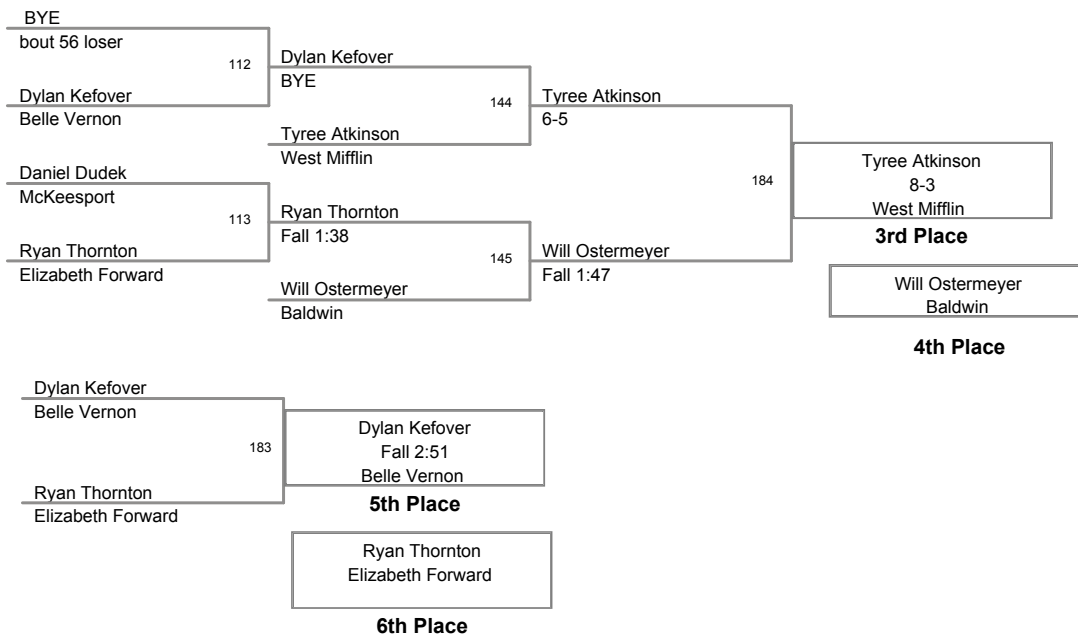 BYE
bout 56 loser
112
Dylan Kefover
Belle Vernon
Dylan Kefover
BYE
144
Tyree Atkinson
West Mifflin
Tyree Atkinson
6-5
Daniel Dudek
McKeesport
113
Ryan Thornton
Elizabeth Forward
Ryan Thornton
Fall 1:38
145
Will Ostermeyer
Baldwin
Will Ostermeyer
Fall 1:47
184
Tyree Atkinson
8-3
West Mifflin
3rd Place
Will Ostermeyer
Baldwin
4th Place
Dylan Kefover
Belle Vernon
183
Ryan Thornton
Elizabeth Forward
Dylan Kefover
Fall 2:51
Belle Vernon
5th Place
Ryan Thornton
Elizabeth Forward
6th Place